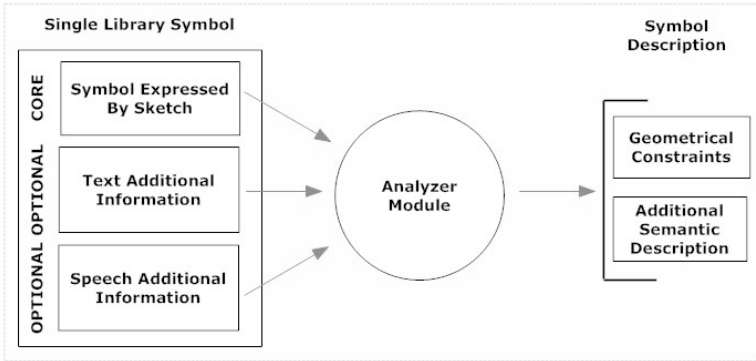 Single Library Symbol
CORE
Symbol Expressed
By Sketch
OPTIONAL
Text Additional
Information
OPTIONAL
Speech Additional
Information
Analyzer
Module
Symbol
Description
Geometrical
Constraints
Additional
Semantic
Description